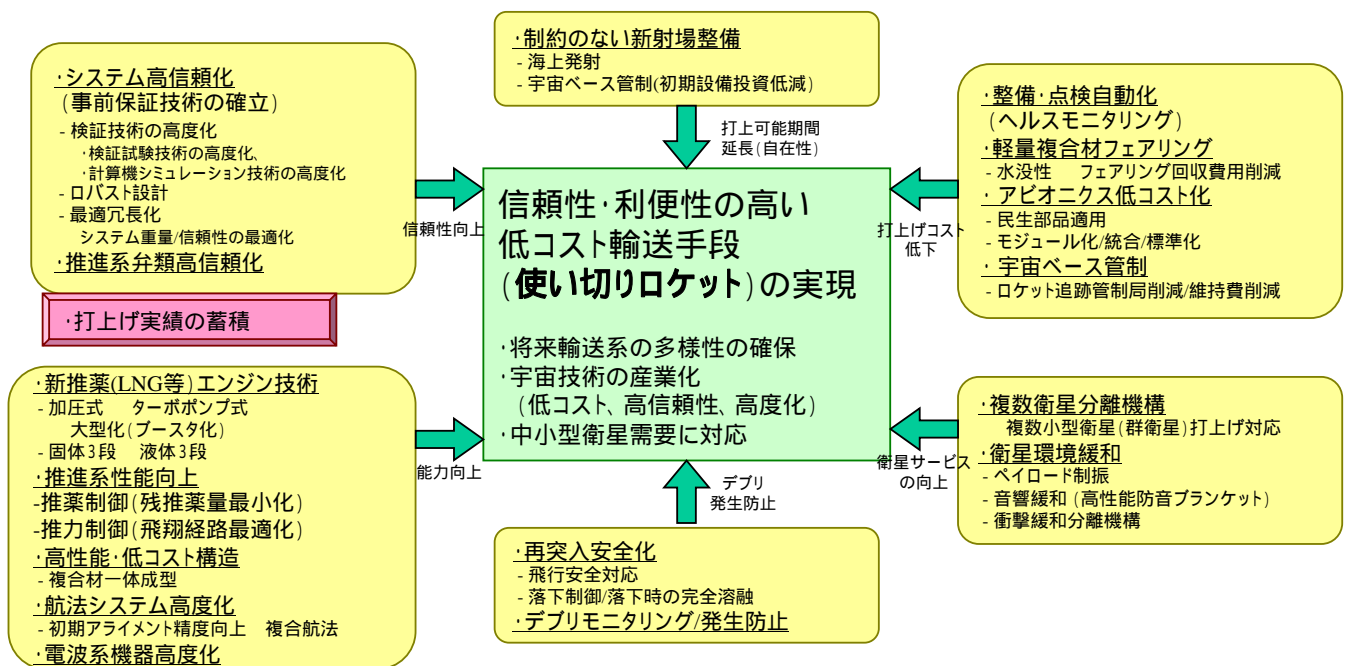 ・制約のない新射場整備
- 海上発射
- 宇宙ベース管制(初期設備投資低減)
打上可能期間
延長(自在性)
・システム高信頼化
(事前保証技術の確立)
- 検証技術の高度化
・検証試験技術の高度化、
・計算機シミュレーション技術の高度化
- ロバスト設計
- 最適冗長化
システム重量/信頼性の最適化
・推進系弁類高信頼化
信頼性向上
・打上げ実績の蓄積
・新推薬(LNG等)エンジン技術
- 加圧式 ターボポンプ式
大型化(ブースタ化)
- 固体3段 液体3段
・推進系性能向上
-推薬制御(残推薬量最小化)
-推力制御(飛翔経路最適化)
・高性能・低コスト構造
- 複合材一体成型
・航法システム高度化
- 初期アライメント精度向上 複合航法
・電波系機器高度化
能力向上
信頼性・利便性の高い
低コスト輸送手段
(使い切りロケット)の実現
・将来輸送系の多様性の確保
・宇宙技術の産業化
(低コスト、高信頼性、高度化)
・中小型衛星需要に対応
デブリ
発生防止
・再突入安全化
- 飛行安全対応
- 落下制御/落下時の完全溶融
・デブリモニタリング/発生防止
・整備・点検自動化
(ヘルスモニタリング)
・軽量複合材フェアリング
- 水没性 フェアリング回収費用削減
・アビオニクス低コスト化
- 民生部品適用
- モジュール化/統合/標準化
・宇宙ベース管制
- ロケット追跡管制局削減/維持費削減
打上げコスト
低下
・複数衛星分離機構
複数小型衛星(群衛星)打上げ対応
・衛星環境緩和
- ペイロード制振
- 音響緩和(高性能防音ブランケット)
- 衝撃緩和分離機構
衛星サービス
の向上